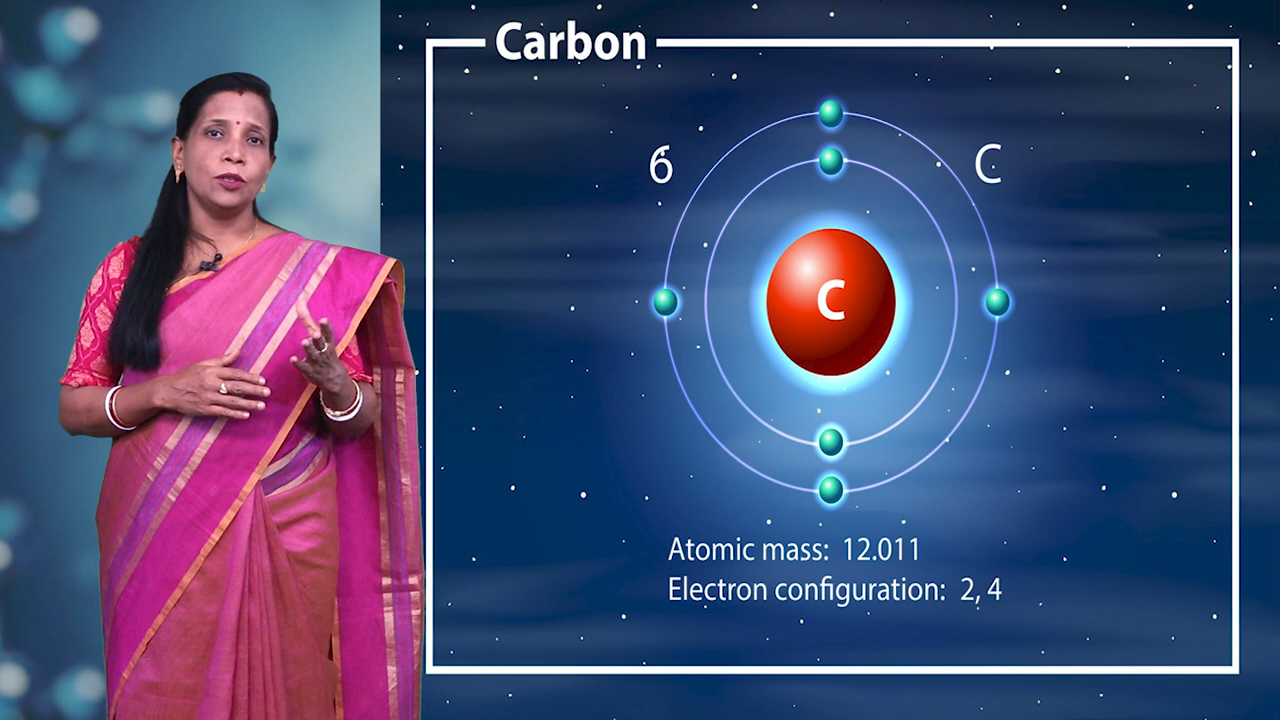 Carbon
6
C
C
Atomic mass: 12.011
Electron configuration: 2, 4